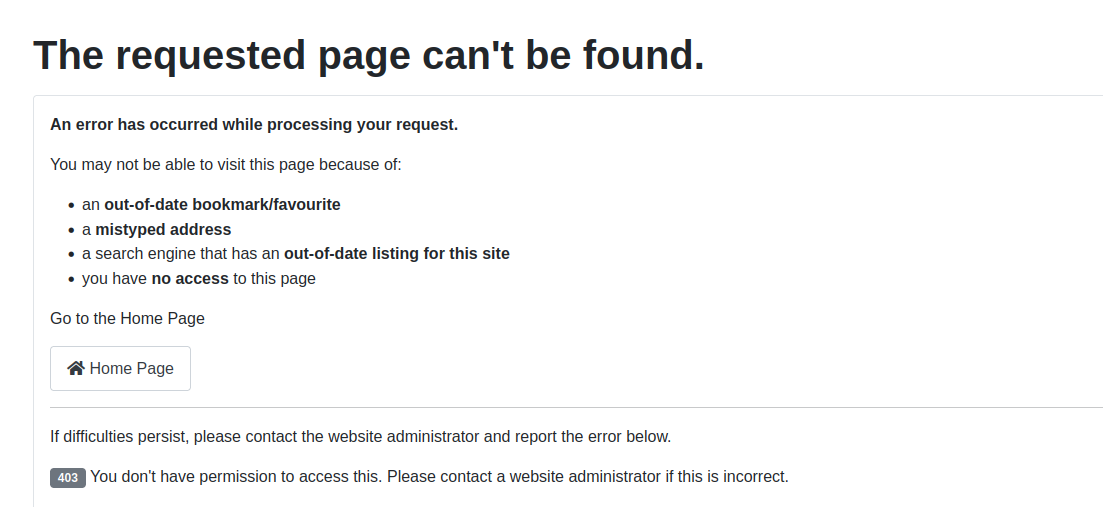 The requested page can't be found.
An error has occurred while processing your request.
You may not be able to visit this page because of:
• an out-of-date bookmark/favourite
• a mistyped address
• a search engine that has an out-of-date listing for this site
• you have no access to this page
Go to the Home Page
Home Page
If difficulties persist, please contact the website administrator and report the error below.
403 You don't have permission to access this. Please contact a website administrator if this is incorrect.